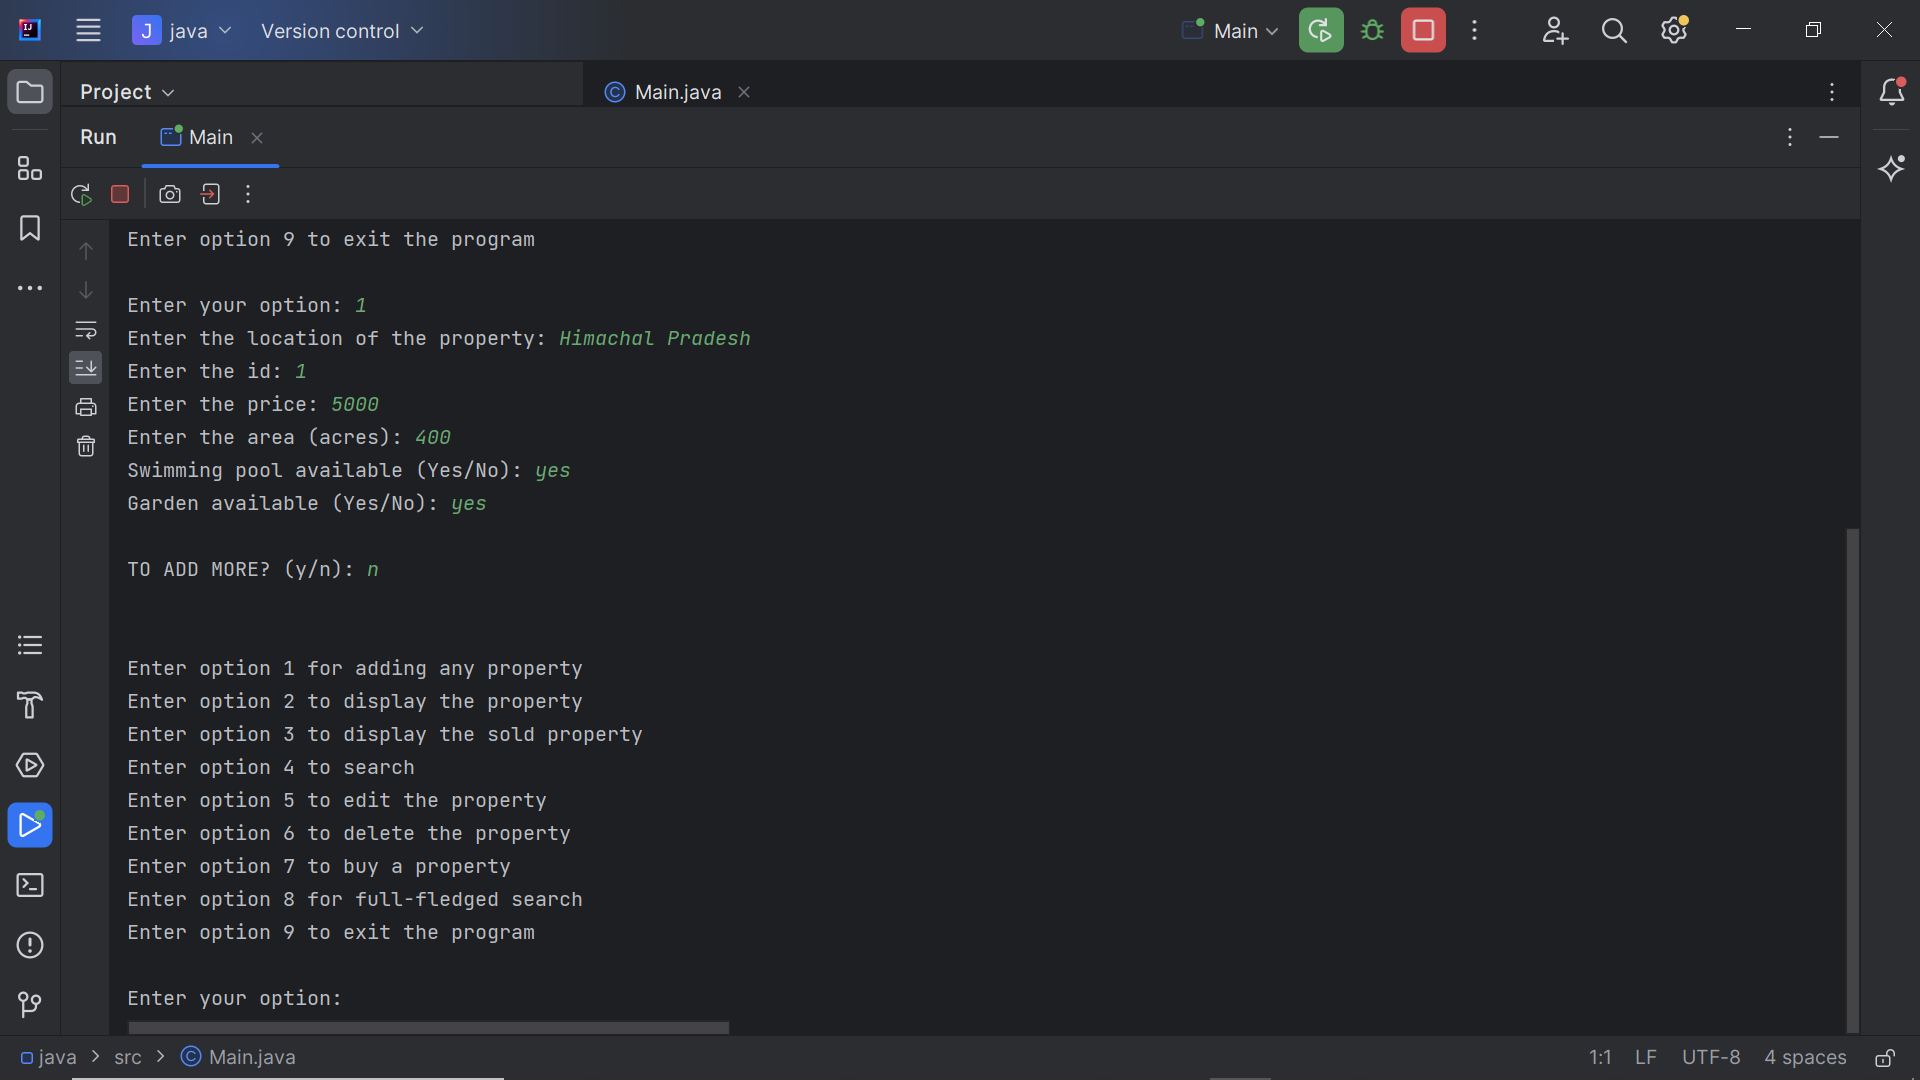 J java Version control Main
Project Main.java
Run Main
Enter option 9 to exit the program
Enter your option: 1
Enter the location of the property: Himachal Pradesh
Enter the id: 1
Enter the price: 5000
Enter the area (acres): 400
Swimming pool available (Yes/No): yes
Garden available (Yes/No): yes
TO ADD MORE? (y/n): n
Enter option 1 for adding any property
Enter option 2 to display the property
Enter option 3 to display the sold property
Enter option 4 to search
Enter option 5 to edit the property
Enter option 6 to delete the property
Enter option 7 to buy a property
Enter option 8 for full-fledged search
Enter option 9 to exit the program
Enter your option:
java > src > Main.java 1:1 LF UTF-8 4 spaces